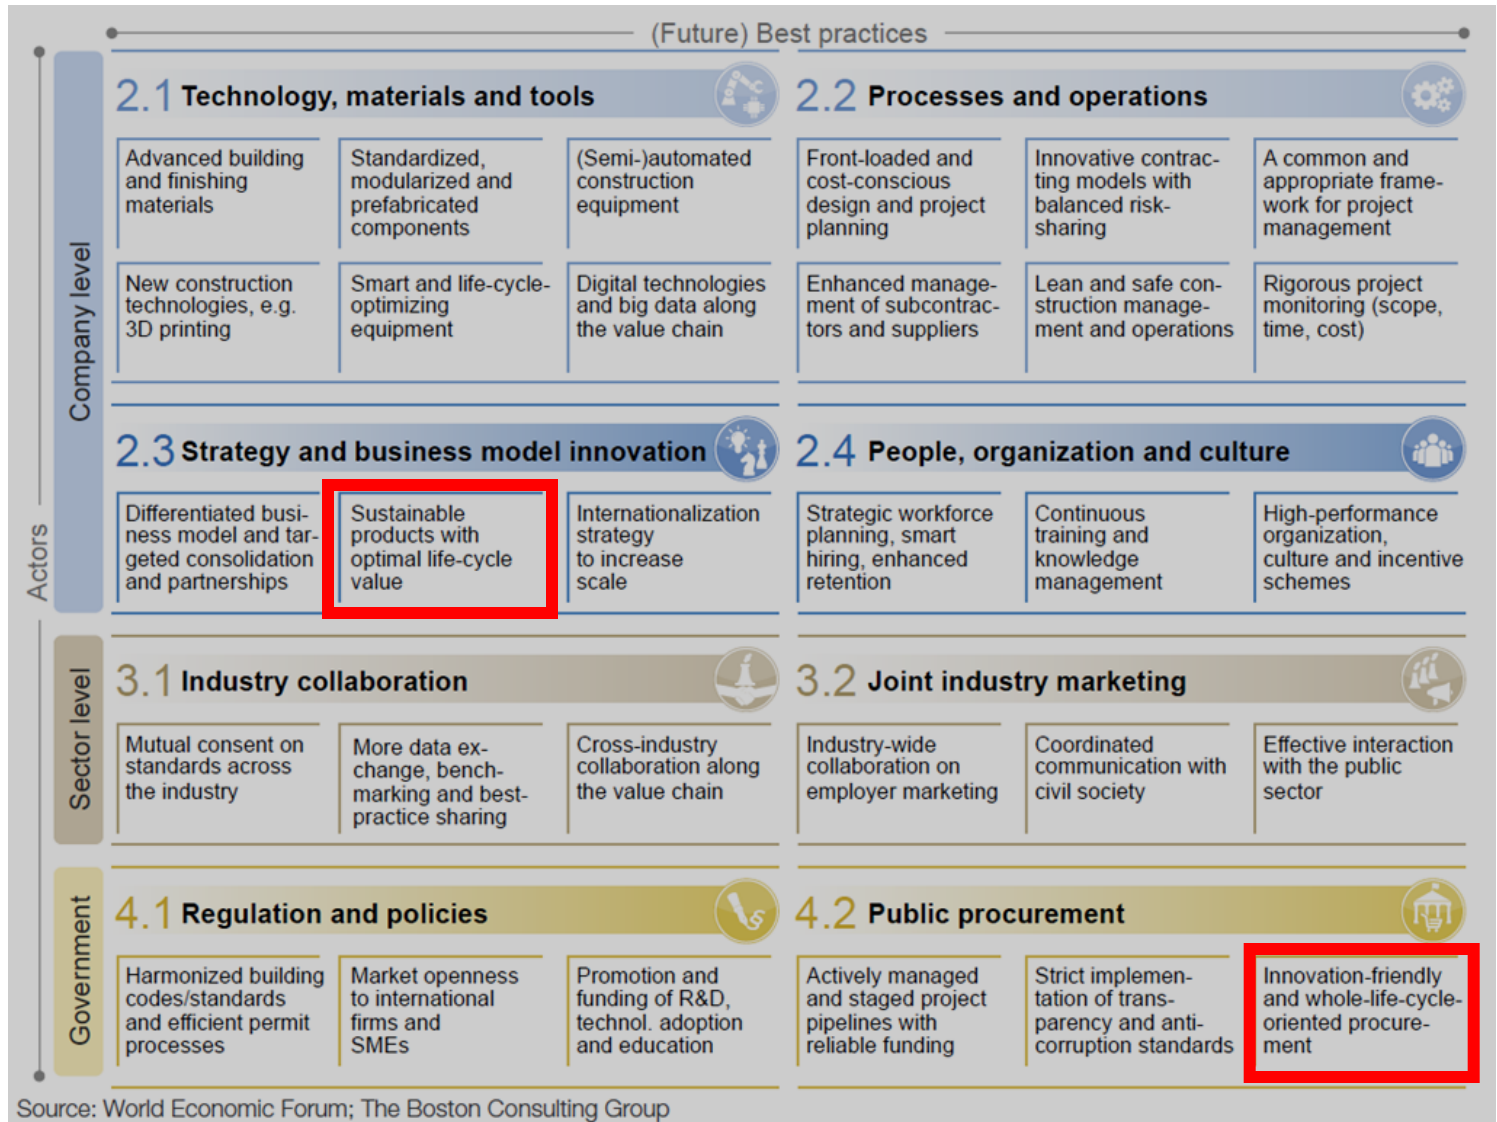 (Future) Best practices
Actors
Company level
2.1 Technology, materials and tools
Advanced building
and finishing
materials
Standardized,
modularized and
prefabricated
components
(Semi-)automated
construction
equipment
New construction
technologies, e.g.
3D printing
Smart and life-cycle-
optimizing
equipment
Digital technologies
and big data along
the value chain
2.2 Processes and operations
Front-loaded and
cost-conscious
design and project
planning
Innovative contrac-
ting models with
balanced risk-
sharing
A common and
appropriate frame-
work for project
management
Enhanced manage-
ment of subcontrac-
tors and suppliers
Lean and safe con-
struction manage-
ment and operations
Rigorous project
monitoring (scope,
time, cost)
2.3 Strategy and business model innovation
Differentiated busi-
ness model and tar-
geted consolidation
and partnerships
Sustainable
products with
optimal life-cycle
value
Internationalization
strategy
to increase
scale
2.4 People, organization and culture
Strategic workforce
planning, smart
hiring, enhanced
retention
Continuous
training and
knowledge
management
High-performance
organization,
culture and incentive
schemes
Sector level
3.1 Industry collaboration
Mutual consent on
standards across
the industry
More data ex-
change, bench-
marking and best-
practice sharing
Cross-industry
collaboration along
the value chain
3.2 Joint industry marketing
Industry-wide
collaboration on
employer marketing
Coordinated
communication with
civil society
Effective interaction
with the public
sector
Government
4.1 Regulation and policies
Harmonized building
codes/standards
and efficient permit
processes
Market openness
to international
firms and
SMEs
Promotion and
funding of R&D,
technol. adoption
and education
4.2 Public procurement
Actively managed
and staged project
pipelines with
reliable funding
Strict implemen-
tation of trans-
parency and anti-
corruption standards
Innovation-friendly
and whole-life-cycle-
oriented procure-
ment
Source: World Economic Forum; The Boston Consulting Group